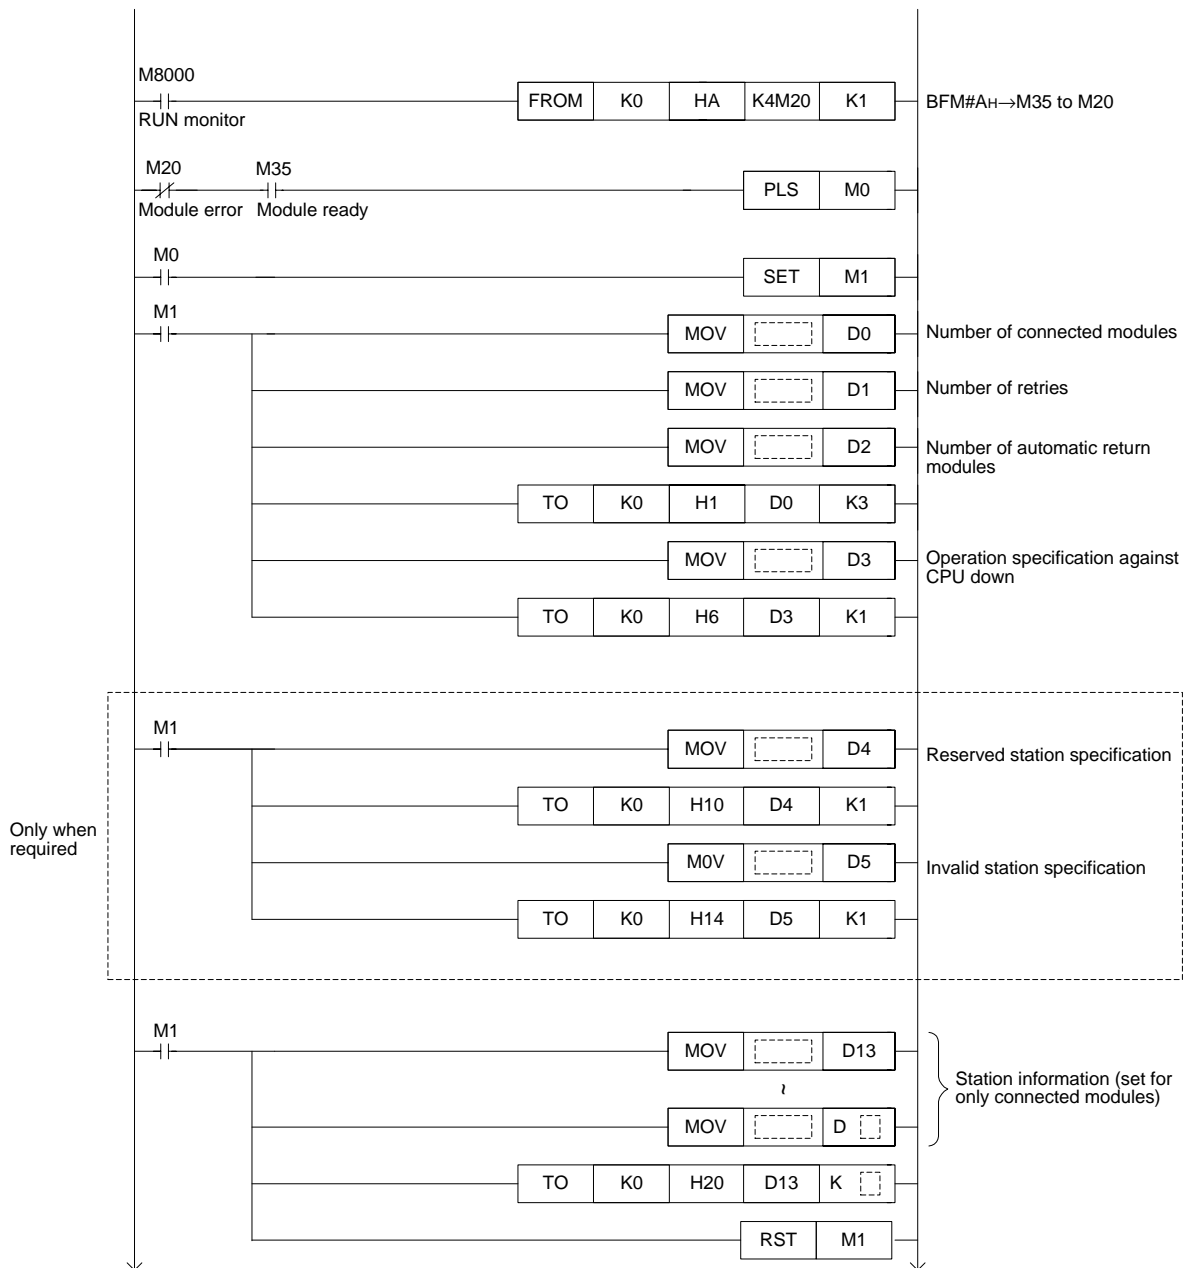 M8000
FROM K0 HA K4M20 K1 BFM#AH→M35 to M20
RUN monitor
M20 M35
PLS M0
Module error Module ready
M0
SET M1
M1
MOV D0 Number of connected modules
MOV D1 Number of retries
MOV D2 Number of automatic return
modules
TO K0 H1 D0 K3
MOV D3 Operation specification against
CPU down
TO K0 H6 D3 K1
M1
MOV D4 Reserved station specification
TO K0 H10 D4 K1
Only when
required
M0V D5 Invalid station specification
TO K0 H14 D5 K1
M1
MOV D13
Station information (set for
only connected modules)
~
MOV D
TO K0 H20 D13 K
RST M1